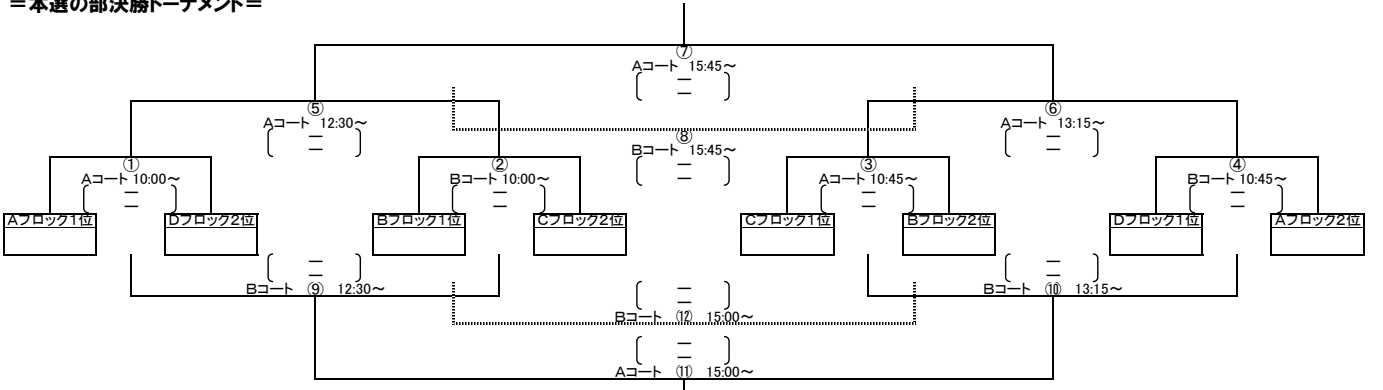 ＝本選の部決勝トーナメント＝
⑦
Aコート 15:45～
⑤
Aコート 12:30～
⑥
Aコート 13:15～
⑧
Bコート 15:45～
①
Aコート 10:00～
②
Bコート 10:00～
③
Aコート 10:45～
④
Bコート 10:45～
Aブロック1位 Dブロック2位 Bブロック1位 Cブロック2位 Cブロック1位 Bブロック2位 Dブロック1位 Aブロック2位
Bコート ⑨ 12:30～
Bコート ⑩ 13:15～
Bコート ⑫ 15:00～
Aコート ⑪ 15:00～